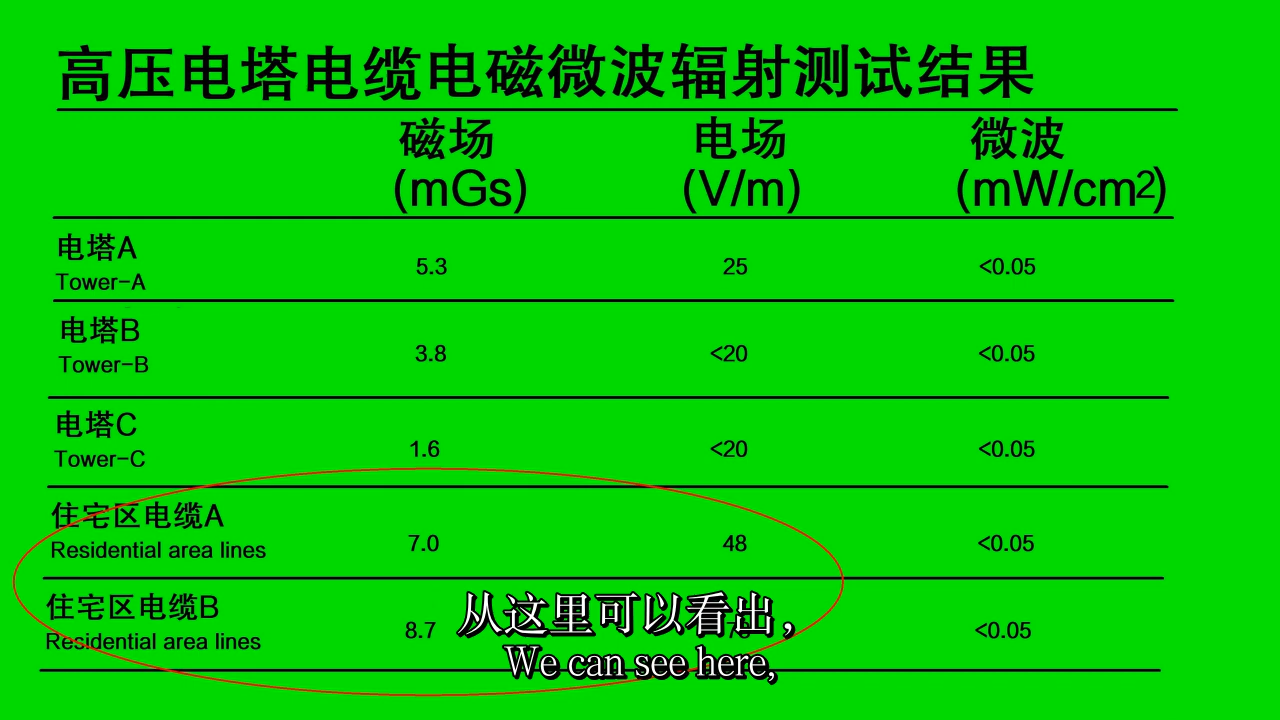 高压电塔电缆电磁微波辐射测试结果
磁场 电场 微波
(mGs) (V/m) (mW/cm2)
电塔A
Tower-A 5.3 25 <0.05
电塔B
Tower-B 3.8 <20 <0.05
电塔C
Tower-C 1.6 <20 <0.05
住宅区电缆A
Residential area lines 7.0 48 <0.05
住宅区电缆B
Residential area lines 8.7 <0.05
从这里可以看出，
We can see here,